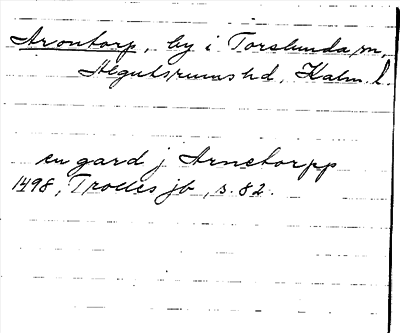 Arontorp, by i Torslunda sn,
Algutsrums hd, Kalm. l.
en gard j Arnetorpp
1498, Trolles jb, s. 82.